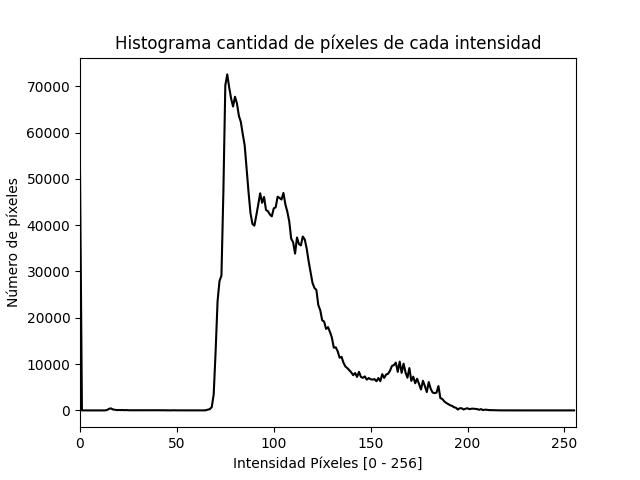 Histograma cantidad de píxeles de cada intensidad
70000
60000
50000
40000
30000
20000
10000
0
Número de píxeles
0 50 100 150 200 250
Intensidad Píxeles [0 - 256]